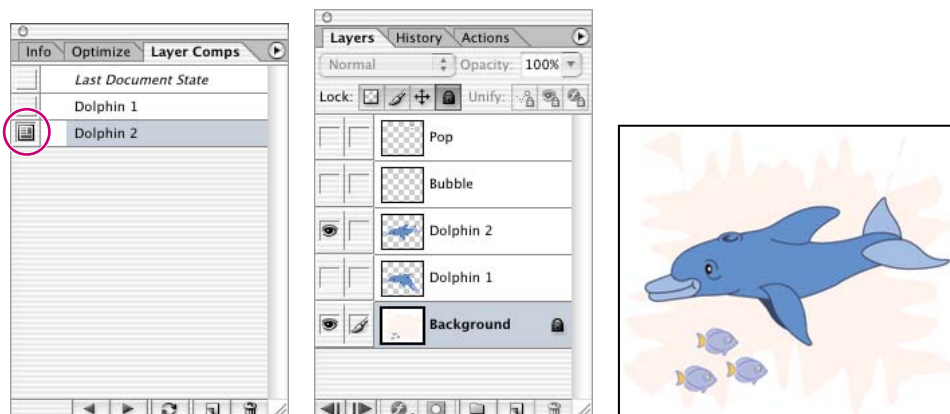 Info Optimize Layer Comps
Last Document State
Dolphin 1
Dolphin 2
Layers History Actions
Normal Opacity: 100%
Lock: Unify:
Pop
Bubble
Dolphin 2
Dolphin 1
Background